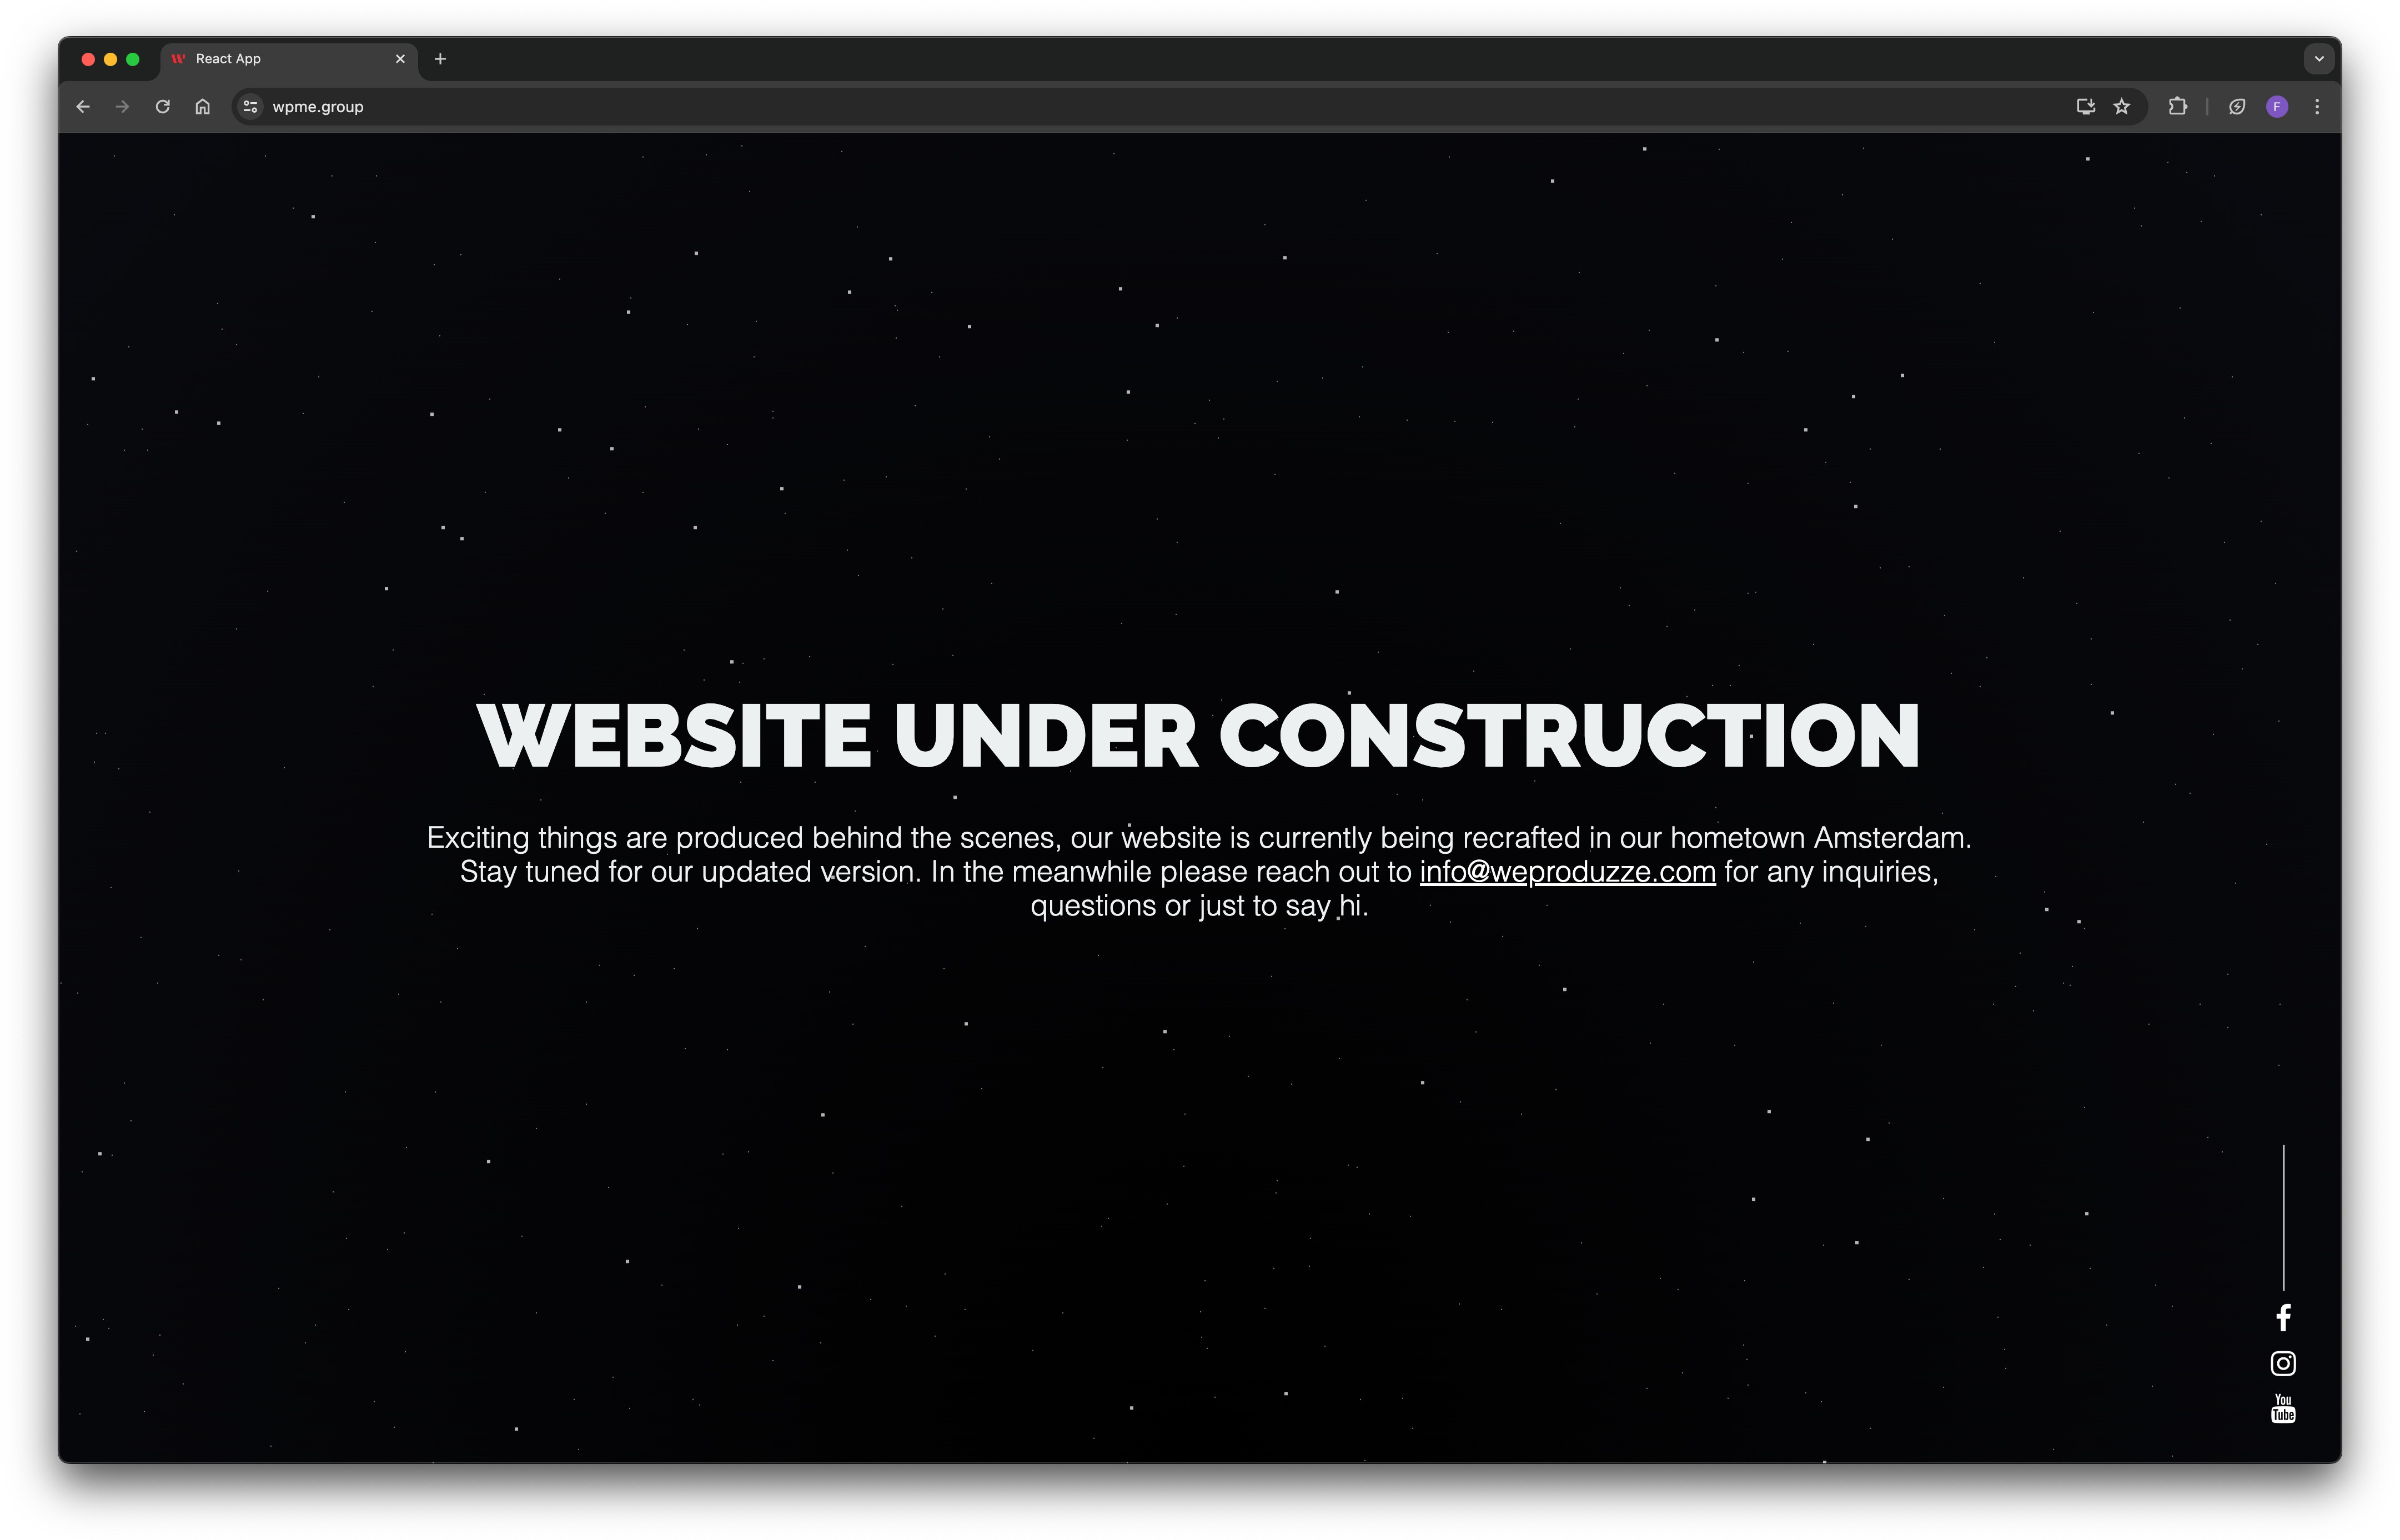 React App
wpme.group
F
WEBSITE UNDER CONSTRUCTION
Exciting things are produced behind the scenes, our website is currently being recrafted in our hometown Amsterdam.
Stay tuned for our updated version. In the meanwhile please reach out to info@weproduzze.com for any inquiries,
questions or just to say hi.
You
Tube